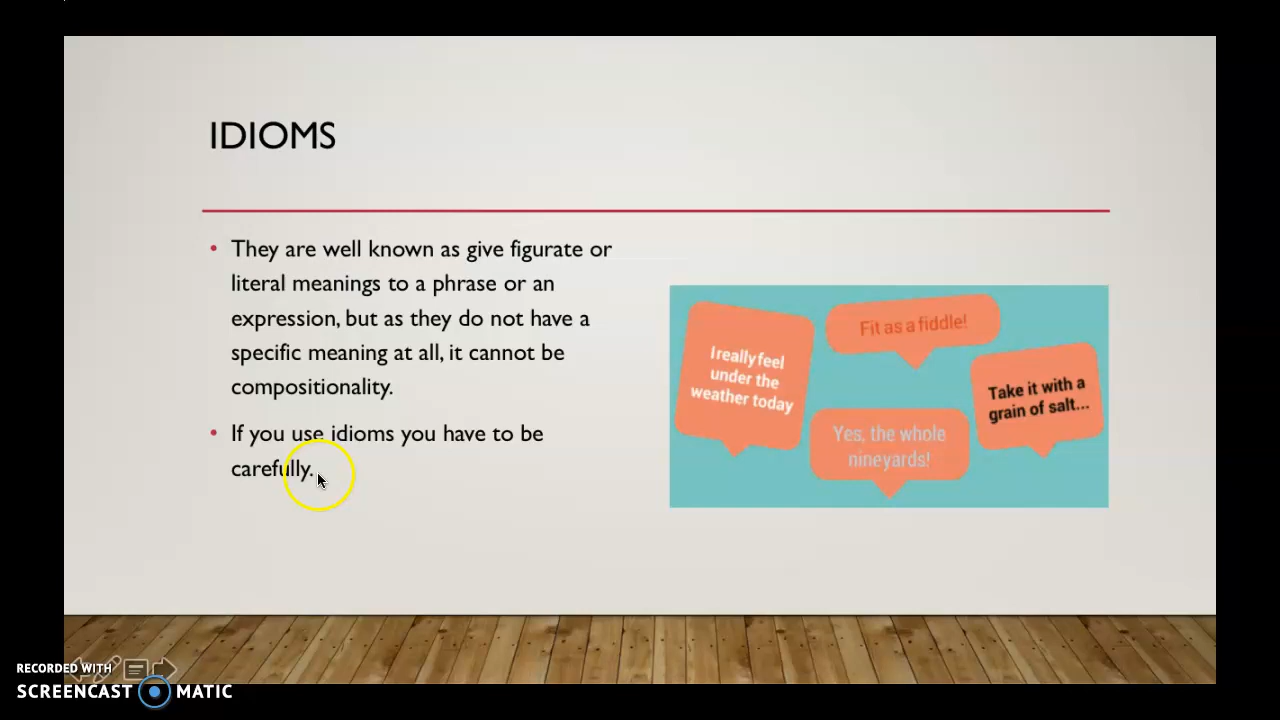 IDIOMS
• They are well known as give figurate or
literal meanings to a phrase or an
expression, but as they do not have a
specific meaning at all, it cannot be
compositionality.
• If you use idioms you have to be
carefully.
I really feel
under the
weather today
Fit as a fiddle!
Take it with a
grain of salt...
Yes, the whole
nineyards!
RECORDED WITH
SCREENCAST MATIC